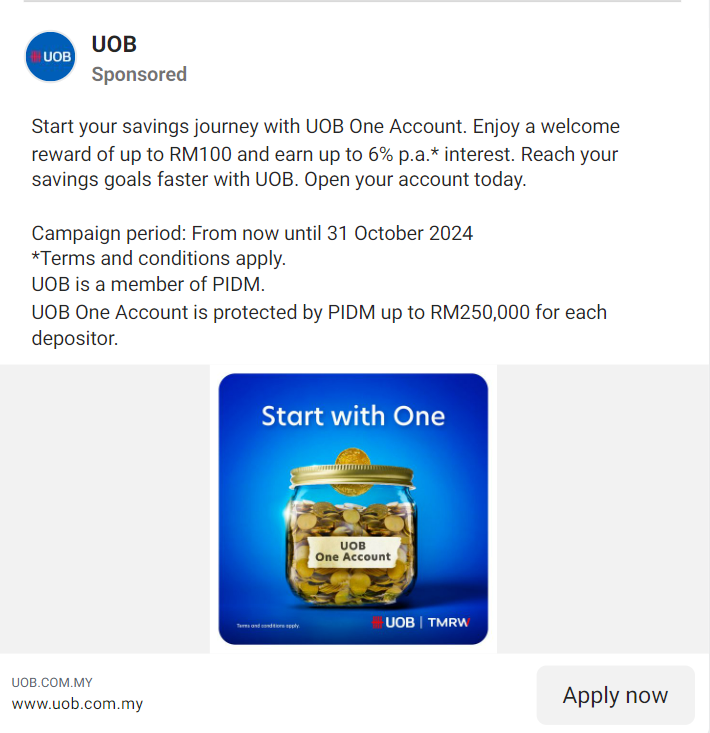 UOB
UOB
Sponsored
Start your savings journey with UOB One Account. Enjoy a welcome
reward of up to RM100 and earn up to 6% p.a.* interest. Reach your
savings goals faster with UOB. Open your account today.
Campaign period: From now until 31 October 2024
*Terms and conditions apply.
UOB is a member of PIDM.
UOB One Account is protected by PIDM up to RM250,000 for each
depositor.
Start with One
UOB
One Account
Terms and conditions apply.
UOB | TMRW
UOB.COM.MY
www.uob.com.my
Apply now